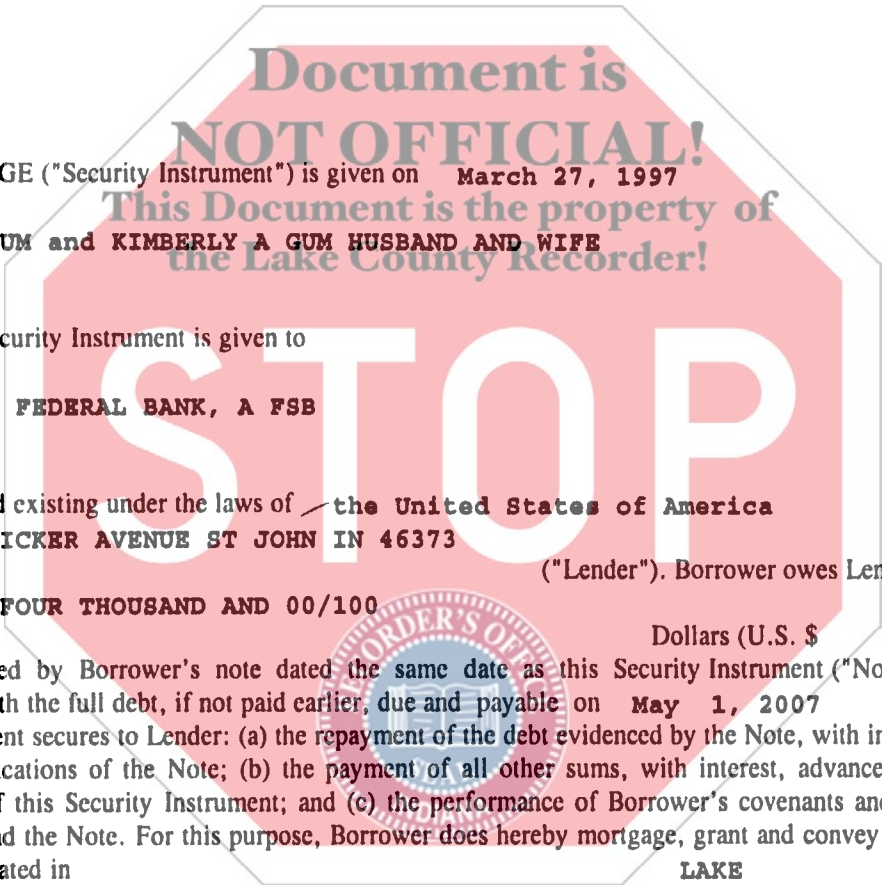 Document is
NOT OFFICIAL!
GE ("Security Instrument") is given on March 27, 1997
This Document is the property of
UM and KIMBERLY A GUM HUSBAND AND WIFE
the Lake County Recorder!
curity Instrument is given to
STOP
FEDERAL BANK, A FSB
existing under the laws of the United States of America
ICKER AVENUE ST JOHN IN 46373
("Lender"). Borrower owes Len
FOUR THOUSAND AND 00/100
RECORDER'S OFFICE
Dollars (U.S. $
ed by Borrower's note dated the same date as this Security Instrument ("No
th the full debt, if not paid earlier, due and payable on May 1, 2007
ent secures to Lender: (a) the repayment of the debt evidenced by the Note, with in
ications of the Note; (b) the payment of all other sums, with interest, advance
f this Security Instrument; and (c) the performance of Borrower's covenants and
INDIANA
d the Note. For this purpose, Borrower does hereby mortgage, grant and convey
ated in LAKE